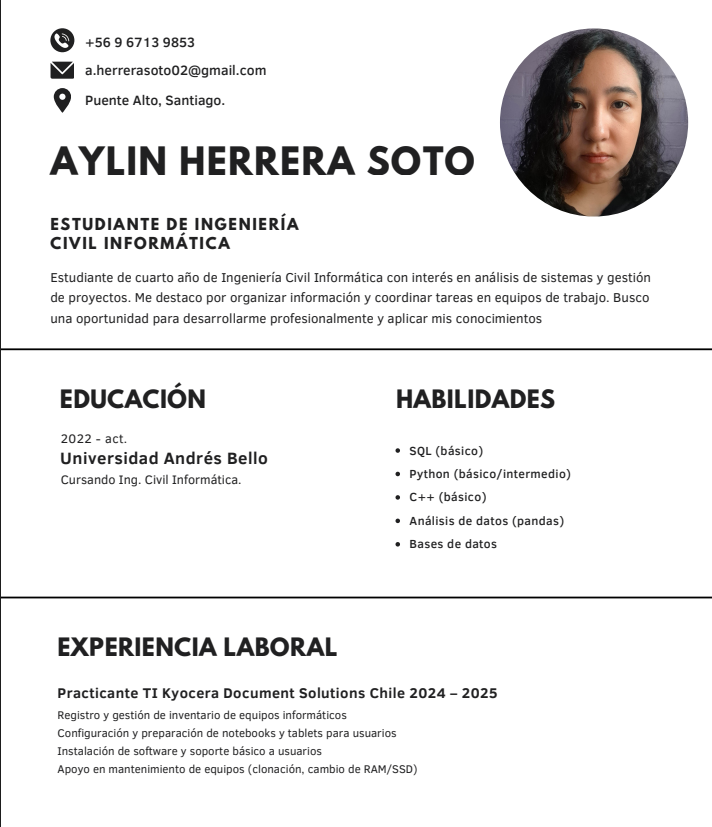 +56 9 6713 9853
a.herrerasoto02@gmail.com
Puente Alto, Santiago.
AYLIN HERRERA SOTO
ESTUDIANTE DE INGENIERÍA
CIVIL INFORMÁTICA
Estudiante de cuarto año de Ingeniería Civil Informática con interés en análisis de sistemas y gestión
de proyectos. Me destaco por organizar información y coordinar tareas en equipos de trabajo. Busco
una oportunidad para desarrollarme profesionalmente y aplicar mis conocimientos
EDUCACIÓN
2022 - act.
Universidad Andrés Bello
Cursando Ing. Civil Informática.
HABILIDADES
• SQL (básico)
• Python (básico/intermedio)
• C++ (básico)
• Análisis de datos (pandas)
• Bases de datos
EXPERIENCIA LABORAL
Practicante TI Kyocera Document Solutions Chile 2024 – 2025
Registro y gestión de inventario de equipos informáticos
Configuración y preparación de notebooks y tablets para usuarios
Instalación de software y soporte básico a usuarios
Apoyo en mantenimiento de equipos (clonación, cambio de RAM/SSD)